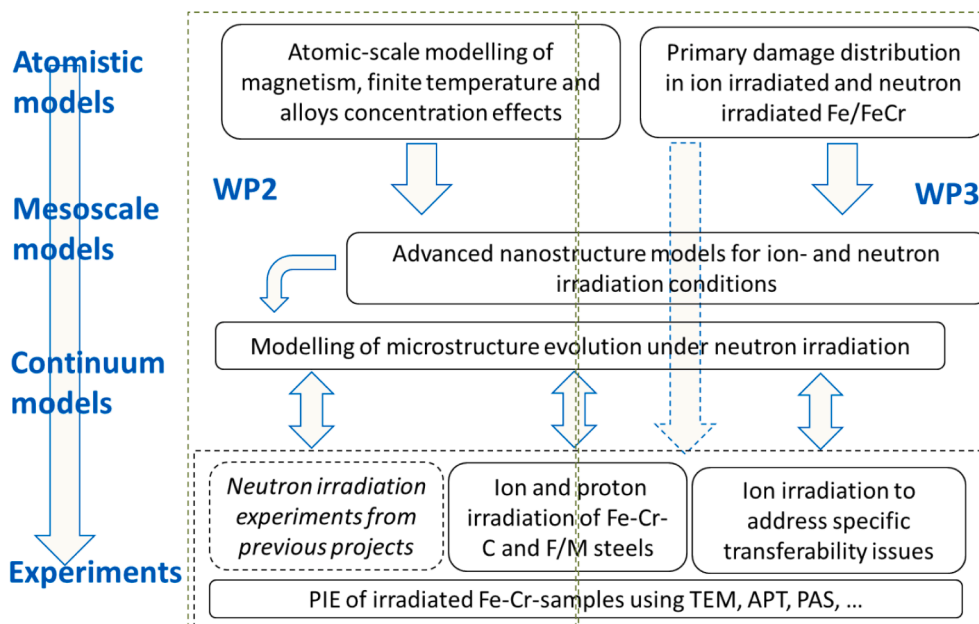 Atomistic
models
Atomic-scale modelling of
magnetism, finite temperature and
alloys concentration effects
Primary damage distribution
in ion irradiated and neutron
irradiated Fe/FeCr
WP2
WP3
Mesoscale
models
Advanced nanostructure models for ion- and neutron
irradiation conditions
Modelling of microstructure evolution under neutron irradiation
Continuum
models
Neutron irradiation
experiments from
previous projects
Ion and proton
irradiation of Fe-Cr-
C and F/M steels
Ion irradiation to
address specific
transferability issues
Experiments
PIE of irradiated Fe-Cr-samples using TEM, APT, PAS, ...